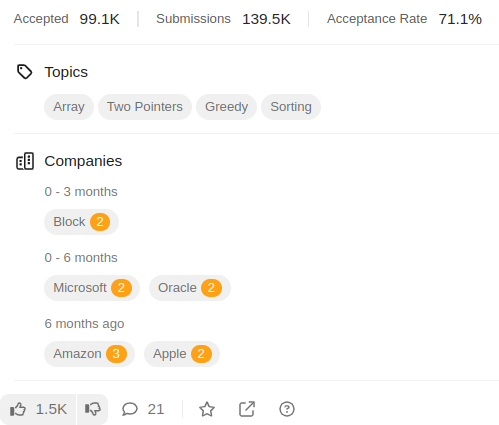 Accepted 99.1K Submissions 139.5K Acceptance Rate 71.1%
Topics
Array Two Pointers Greedy Sorting
Companies
0 - 3 months
Block 2
0 - 6 months
Microsoft 2 Oracle 2
6 months ago
Amazon 3 Apple 2
1.5K 21